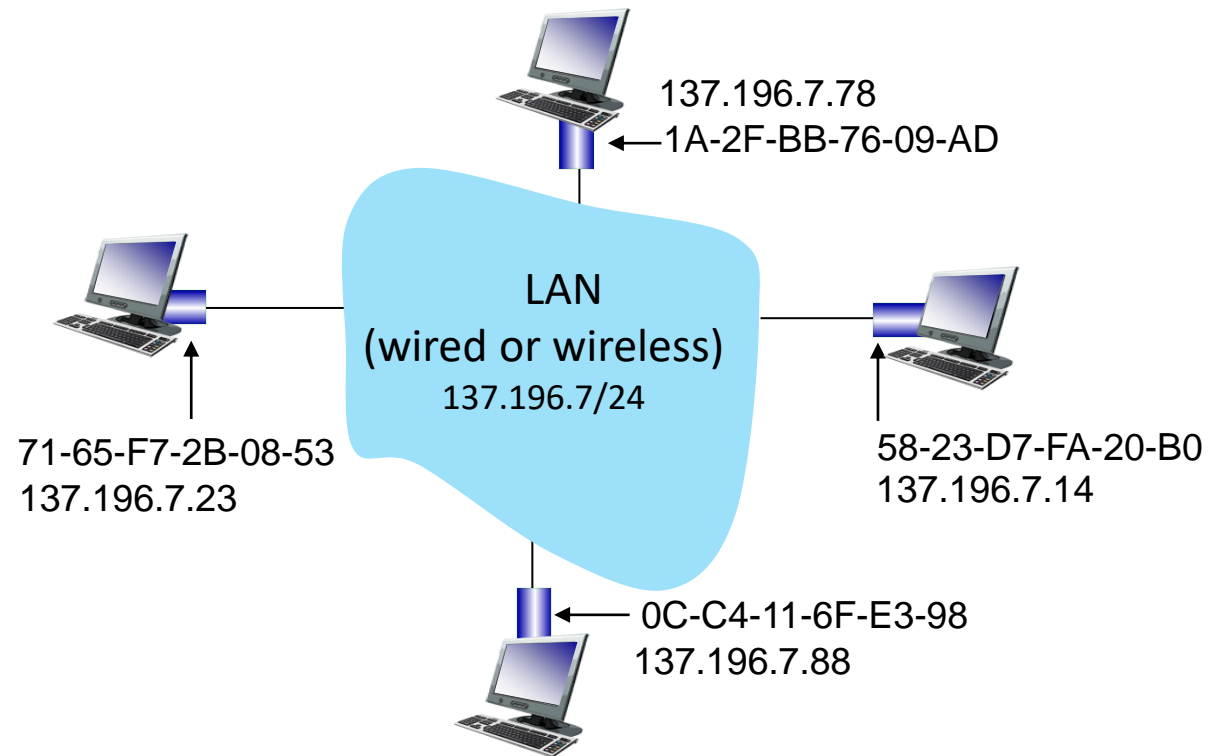 137.196.7.78
1A-2F-BB-76-09-AD
LAN
(wired or wireless)
137.196.7/24
71-65-F7-2B-08-53
137.196.7.23
58-23-D7-FA-20-B0
137.196.7.14
0C-C4-11-6F-E3-98
137.196.7.88